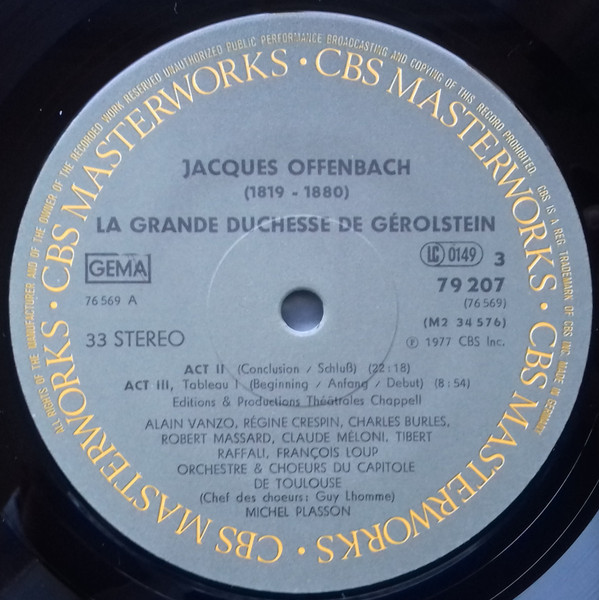 ALL RIGHTS OF THE MANUFACTURER AND OF THE OWNER OF THE RECORDED WORK RESERVED UNAUTHORIZED PUBLIC PERFORMANCE BROADCASTING AND COPYING OF THIS RECORD PROHIBITED. CBS IS A REG. TRADEMARK OF CBS INC. MADE IN GERMANY
CBS MASTERWORKS · CBS MASTERWORKS · CBS MASTERWORKS · CBS MASTERWORKS ·
JACQUES OFFENBACH
(1819 - 1880)
LA GRANDE DUCHESSE DE GÉROLSTEIN
GEMA
LC 0149 3
79 207
76 569 A
(76 569)
(M2 34 576)
33 STEREO
℗ 1977 CBS Inc.
ACT II (Conclusion / Schluß) (22:18)
ACT III, Tableau I (Beginning / Anfang / Debut) (8:54)
Editions & Productions Théâtrales Chappell
ALAIN VANZO, RÉGINE CRESPIN, CHARLES BURLES,
ROBERT MASSARD, CLAUDE MÉLONI, TIBERT
RAFFALI, FRANÇOIS LOUP
ORCHESTRE & CHOEURS DU CAPITOLE
DE TOULOUSE
(Chef des choeurs: Guy Lhomme)
MICHEL PLASSON